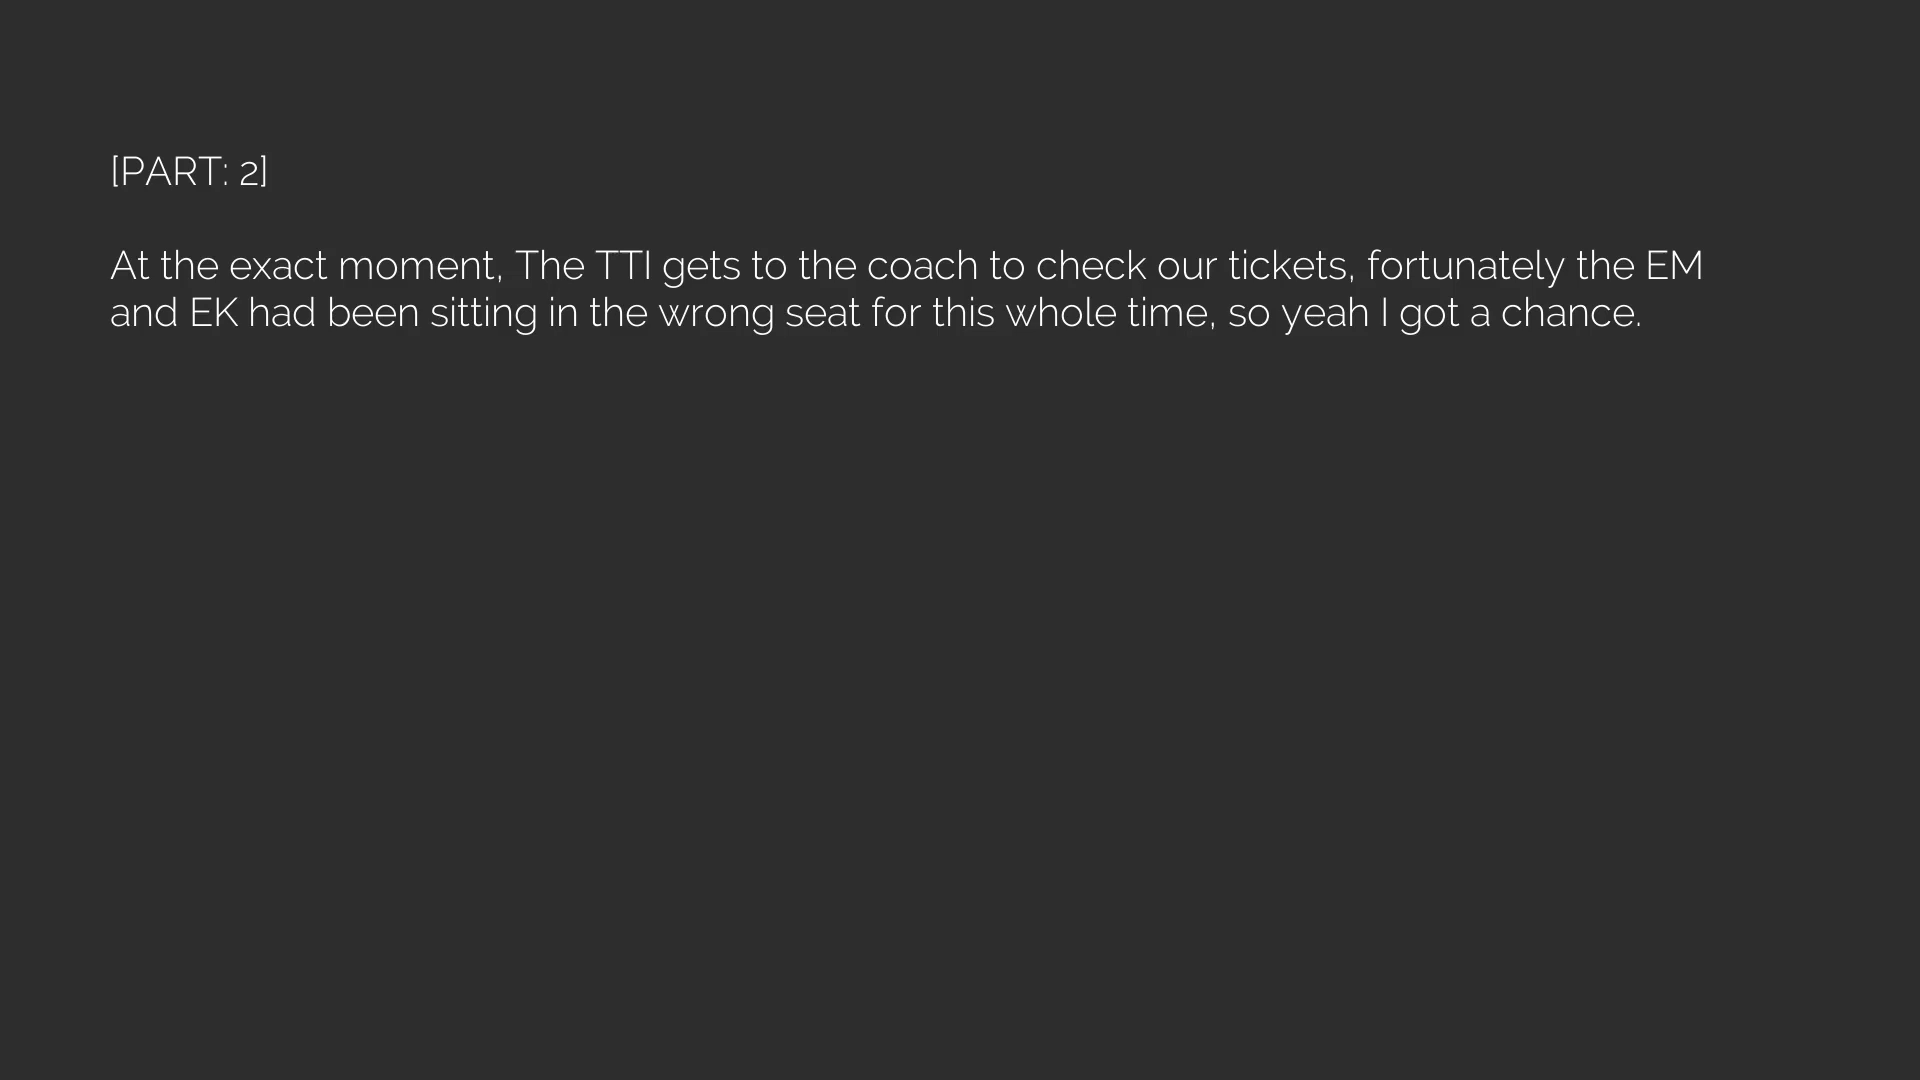 [PART: 2]
At the exact moment, The TTI gets to the coach to check our tickets, fortunately the EM
and EK had been sitting in the wrong seat for this whole time, so yeah I got a chance.